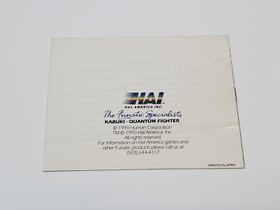 HAI
HAL AMERICA INC.
The Funatic Specialists
KABUKI - QUANTUM FIGHTER
© 1990 Human Corporation
TM © 1990 Hal America, Inc.
All rights reserved
For information on Hal America games and
other Funatic products please call us at
(503) 644-4117
PRINTED IN JAPAN